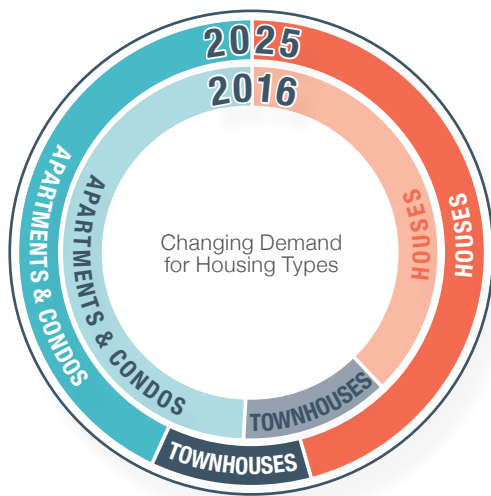 2025
2016
APARTMENTS & CONDOS
APARTMENTS & CONDOS
HOUSES
HOUSES
Changing Demand
for Housing Types
TOWNHOUSES
TOWNHOUSES